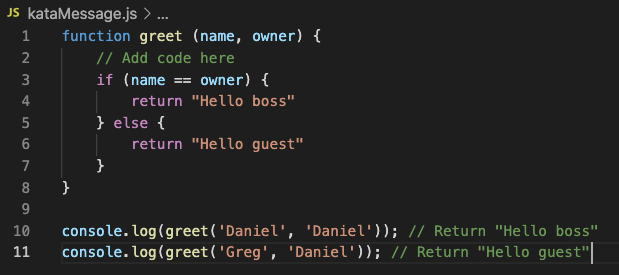 JS kataMessage.js > ...
1 function greet (name, owner) {
2     // Add code here
3     if (name == owner) {
4         return "Hello boss"
5     } else {
6         return "Hello guest"
7     }
8 }
9
10 console.log(greet('Daniel', 'Daniel')); // Return "Hello boss"
11 console.log(greet('Greg', 'Daniel')); // Return "Hello guest"